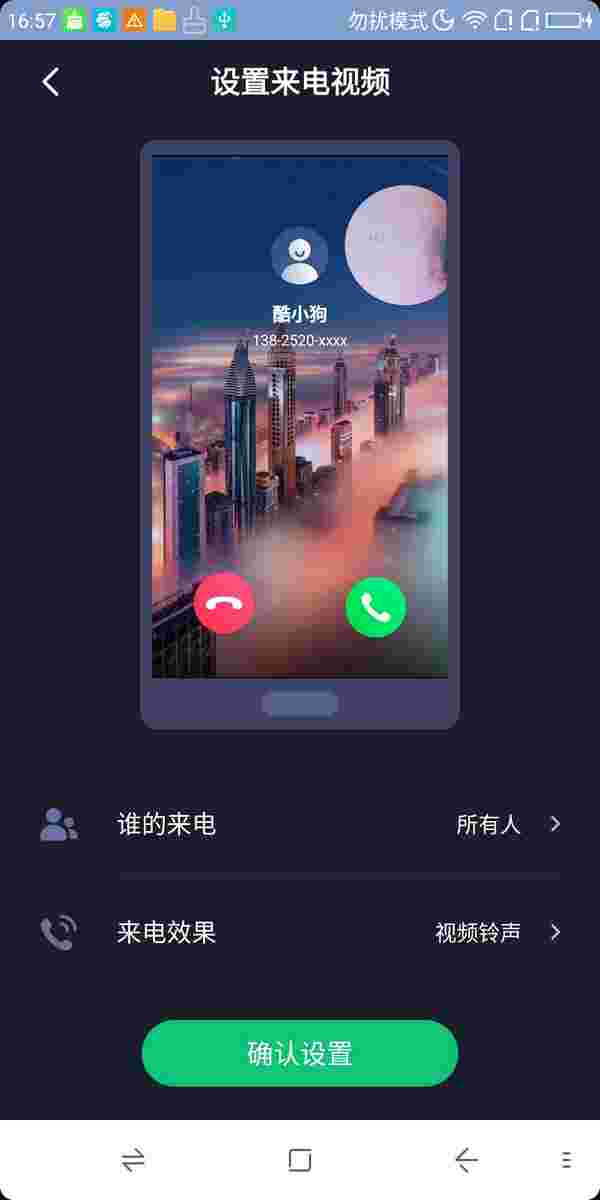 16:57
勿扰模式
设置来电视频
酷小狗
138-2520-xxxx
谁的来电
所有人
来电效果
视频铃声
确认设置